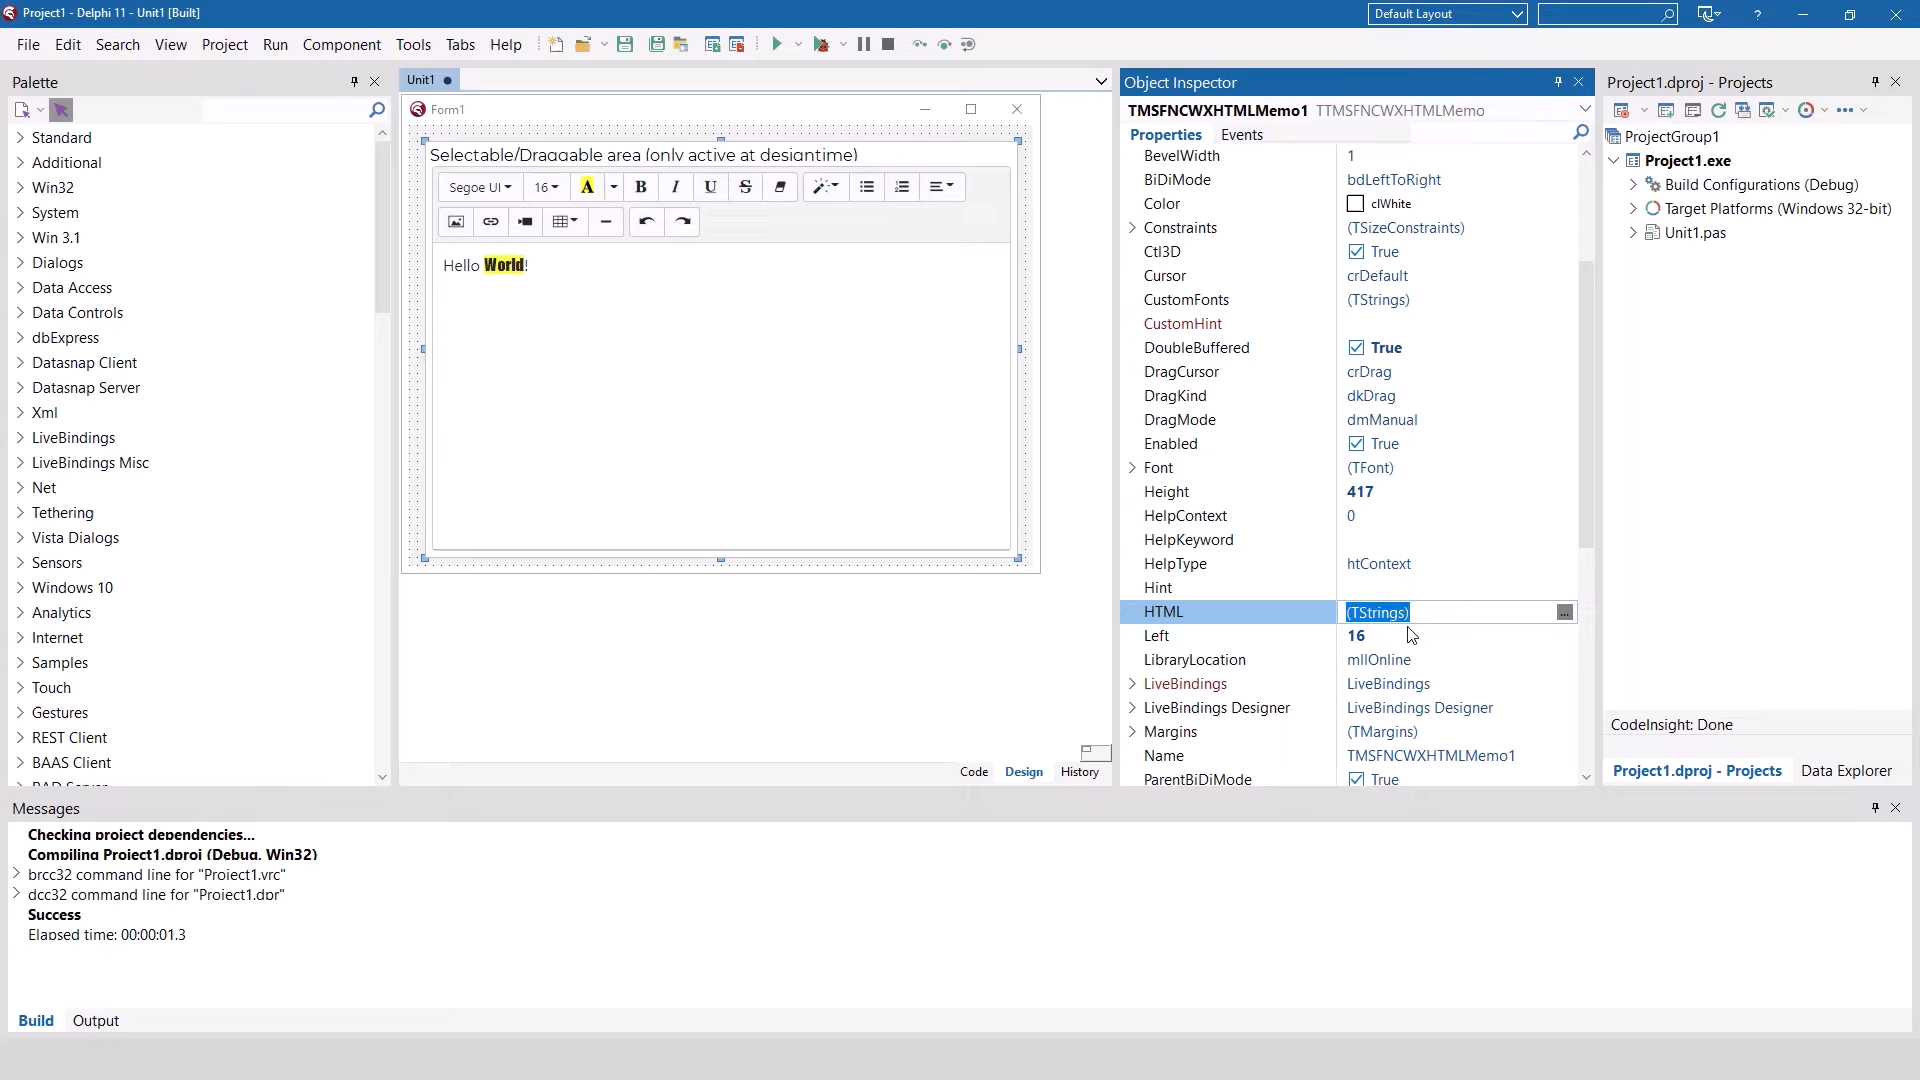 Project1 - Delphi 11 - Unit1 [Built]
Default Layout
?
File Edit Search View Project Run Component Tools Tabs Help
Palette
Standard
Additional
Win32
System
Win 3.1
Dialogs
Data Access
Data Controls
dbExpress
Datasnap Client
Datasnap Server
Xml
LiveBindings
LiveBindings Misc
Net
Tethering
Vista Dialogs
Sensors
Windows 10
Analytics
Internet
Samples
Touch
Gestures
REST Client
BAAS Client
Unit1
Form1
Selectable/Draggable area (only active at designtime)
Segoe UI 16 A B I U S
Hello World!
Code Design History
Object Inspector
TMSFNCWXHTMLMemo1 TTMSFNCWXHTMLMemo
Properties Events
BevelWidth 1
BiDiMode bdLeftToRight
Color clWhite
Constraints (TSizeConstraints)
Ctl3D True
Cursor crDefault
CustomFonts (TStrings)
CustomHint
DoubleBuffered True
DragCursor crDrag
DragKind dkDrag
DragMode dmManual
Enabled True
Font (TFont)
Height 417
HelpContext 0
HelpKeyword
HelpType htContext
Hint
HTML (TStrings) ...
Left 16
LibraryLocation mllOnline
LiveBindings LiveBindings
LiveBindings Designer LiveBindings Designer
Margins (TMargins)
Name TMSFNCWXHTMLMemo1
ParentBiDiMode True
Project1.dproj - Projects
ProjectGroup1
Project1.exe
Build Configurations (Debug)
Target Platforms (Windows 32-bit)
Unit1.pas
CodeInsight: Done
Project1.dproj - Projects Data Explorer
Messages
Checking project dependencies...
Compiling Project1.dproj (Debug, Win32)
brcc32 command line for "Project1.vrc"
dcc32 command line for "Project1.dpr"
Success
Elapsed time: 00:00:01.3
Build Output